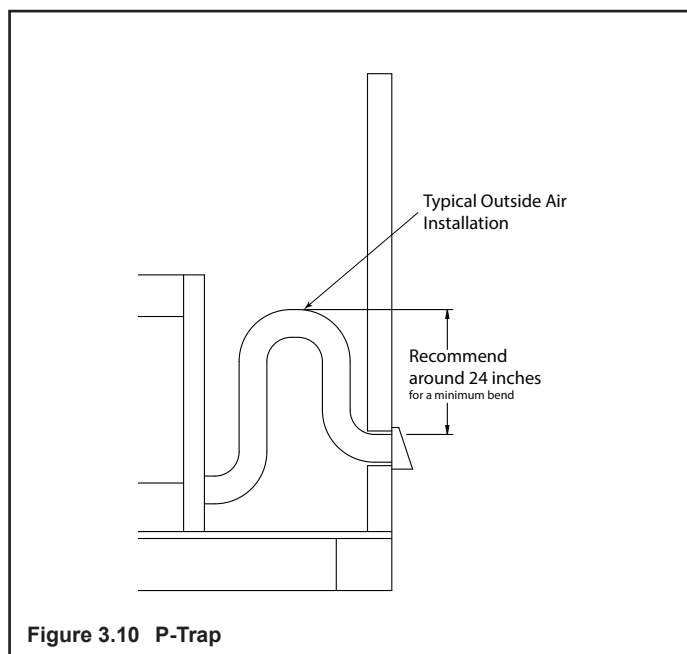 Typical Outside Air
Installation
Recommend
around 24 inches
for a minimum bend
Figure 3.10 P-Trap